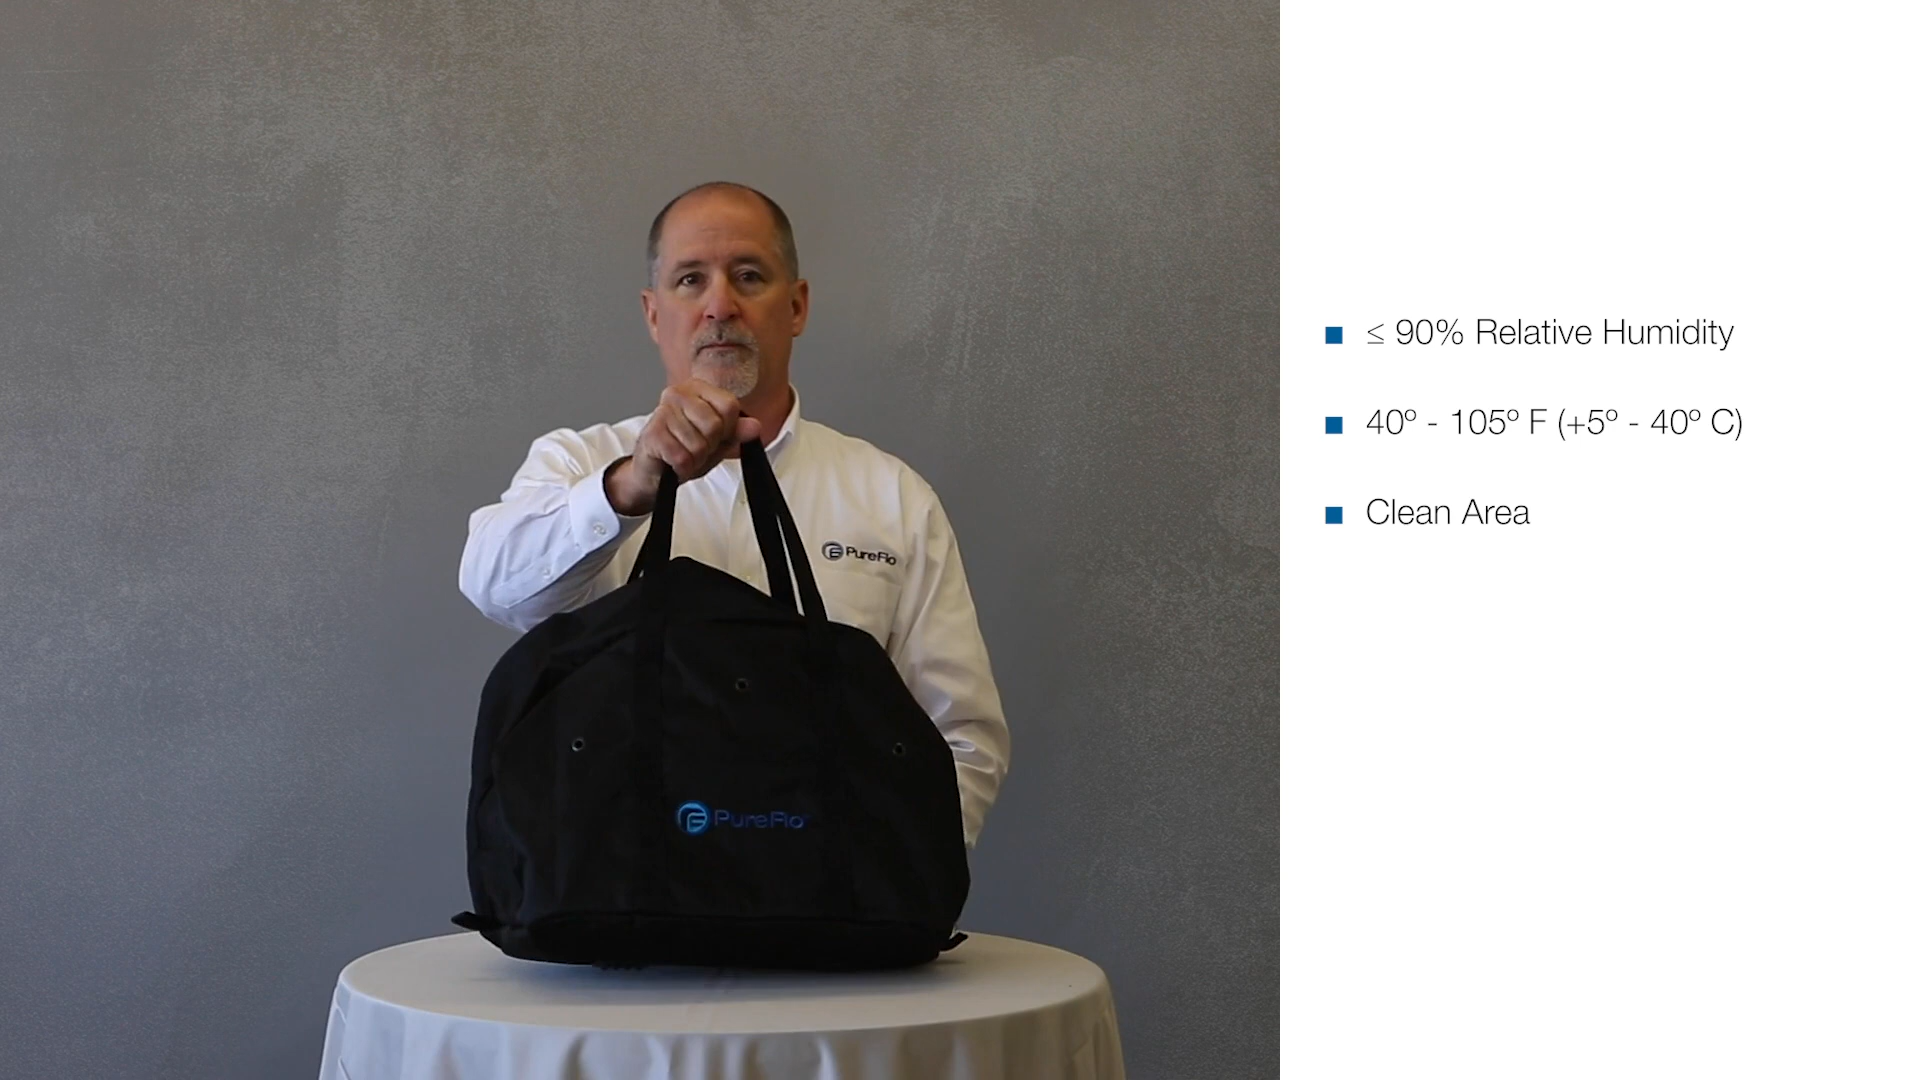 ≤ 90% Relative Humidity
40º - 105º F (+5º - 40º C)
Clean Area
PureFlo
PureFlo